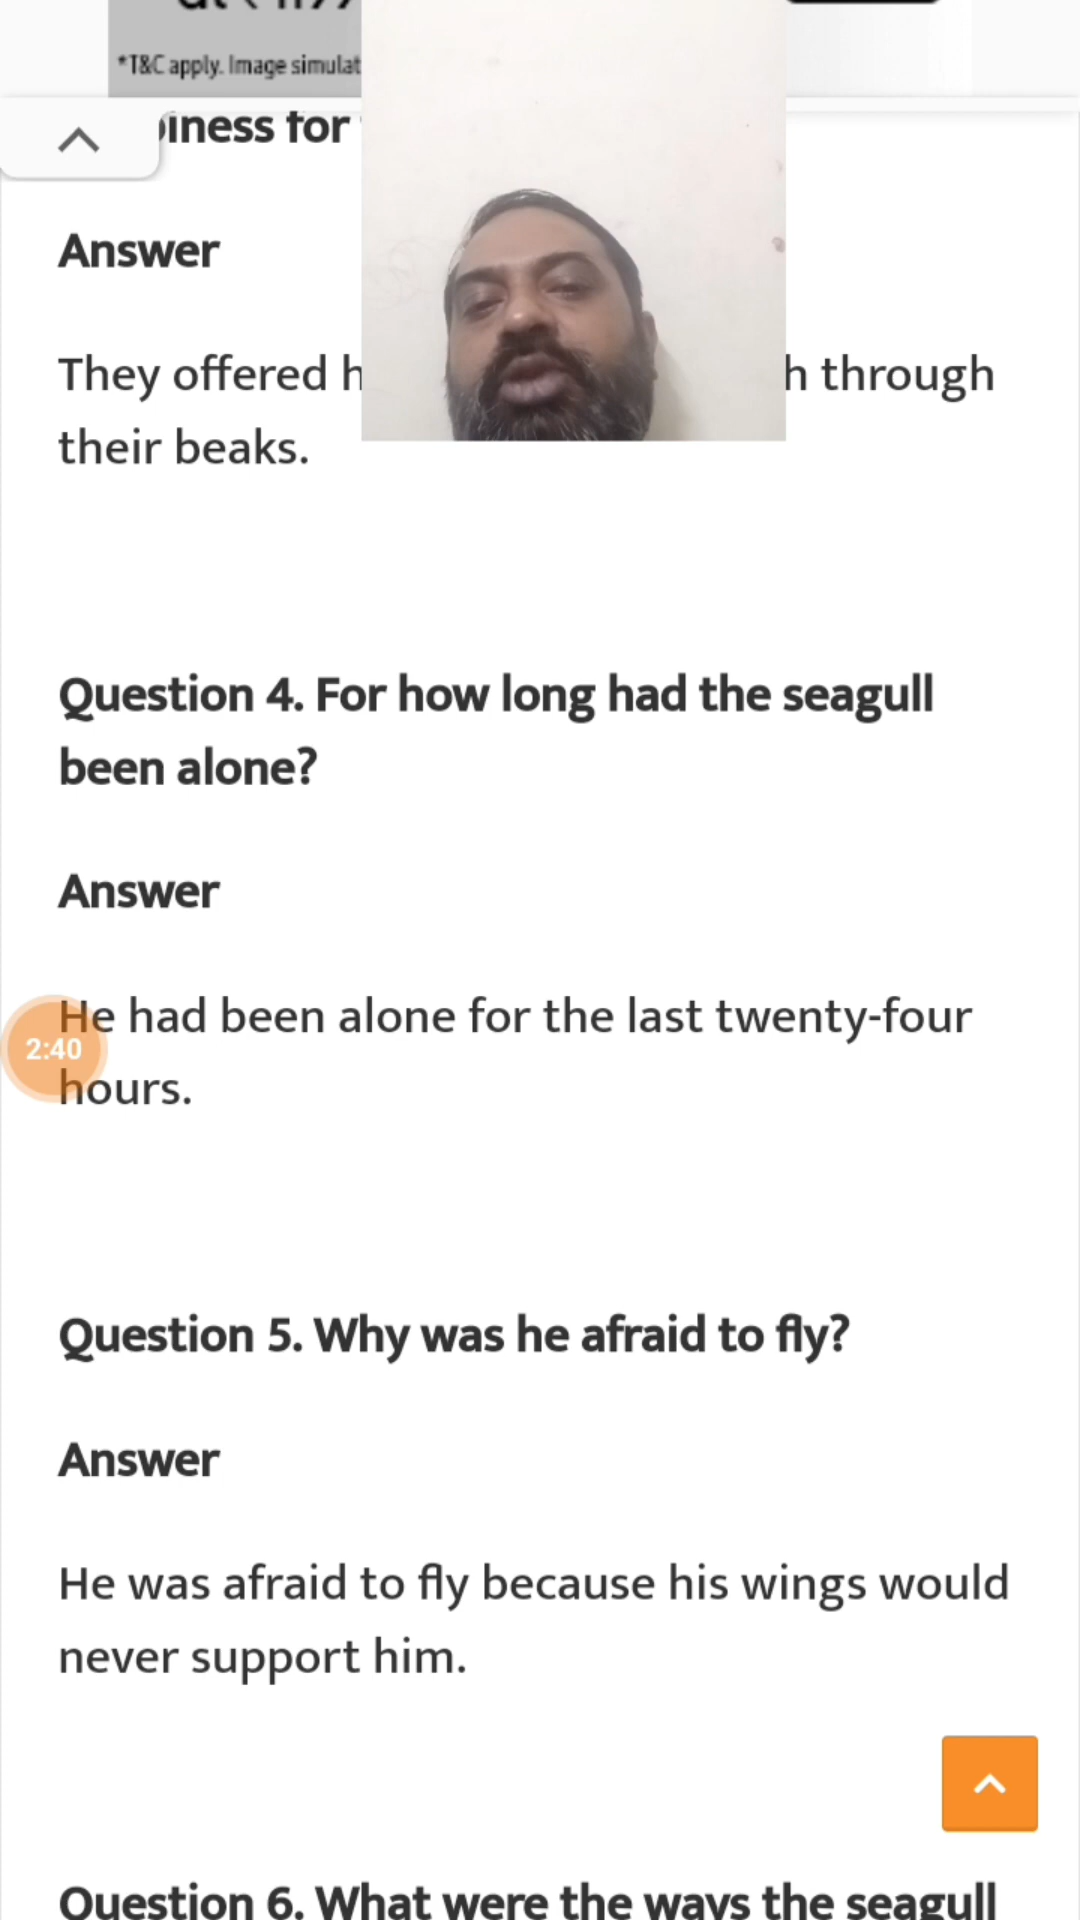 *T&C apply. Image simulat
iness for
Answer
They offered h h through
their beaks.
Question 4. For how long had the seagull
been alone?
Answer
He had been alone for the last twenty-four
2:40
hours.
Question 5. Why was he afraid to fly?
Answer
He was afraid to fly because his wings would
never support him.
Question 6. What were the ways the seagull